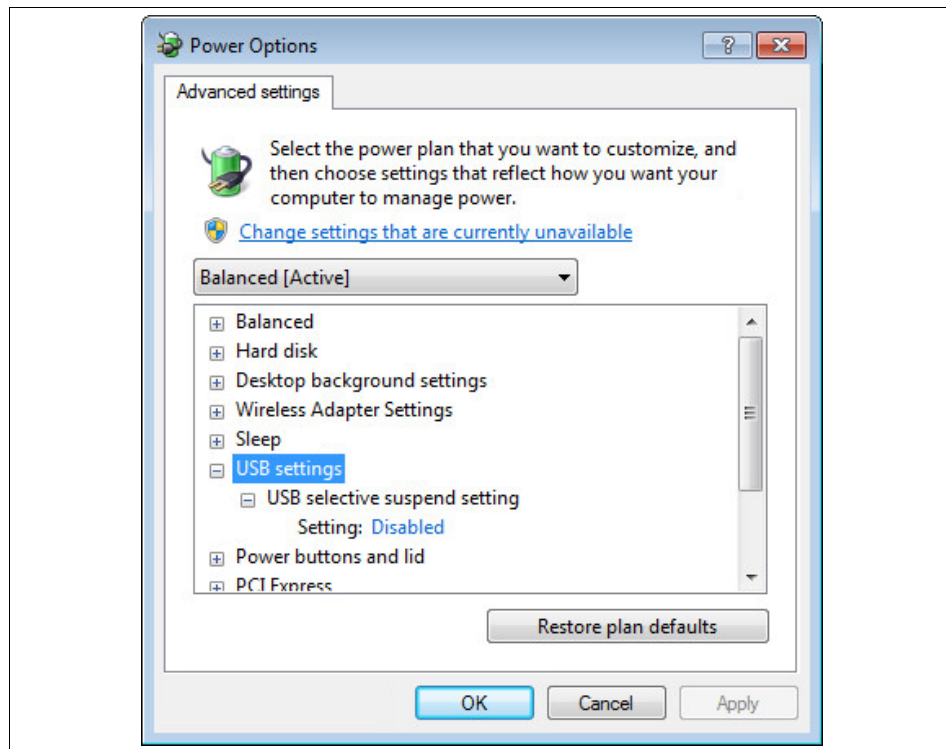 Power Options
Advanced settings
Select the power plan that you want to customize, and
then choose settings that reflect how you want your
computer to manage power.
Change settings that are currently unavailable
Balanced [Active]
Balanced
Hard disk
Desktop background settings
Wireless Adapter Settings
Sleep
USB settings
USB selective suspend setting
Setting: Disabled
Power buttons and lid
PCI Express
Restore plan defaults
OK
Cancel
Apply